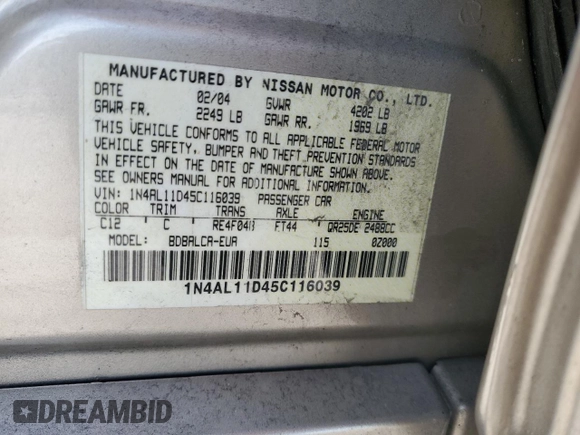 MANUFACTURED BY NISSAN MOTOR CO., LTD.
DATE 02/04 GVWR 4202 LB
GAWR FR. 2249 LB GAWR RR. 1969 LB
THIS VEHICLE CONFORMS TO ALL APPLICABLE FEDERAL MOTOR
VEHICLE SAFETY, BUMPER AND THEFT PREVENTION STANDARDS
IN EFFECT ON THE DATE OF MANUFACTURE SHOWN ABOVE.
SEE OWNERS MANUAL FOR ADDITIONAL INFORMATION.
VIN: 1N4AL11D45C116039 PASSENGER CAR
COLOR TRIM TRANS AXLE ENGINE
C12 C RE4F04B FT44 QR25DE 2488CC
MODEL: BDBALCA-EUA 115 0Z000
1N4AL11D45C116039
DREAMBID